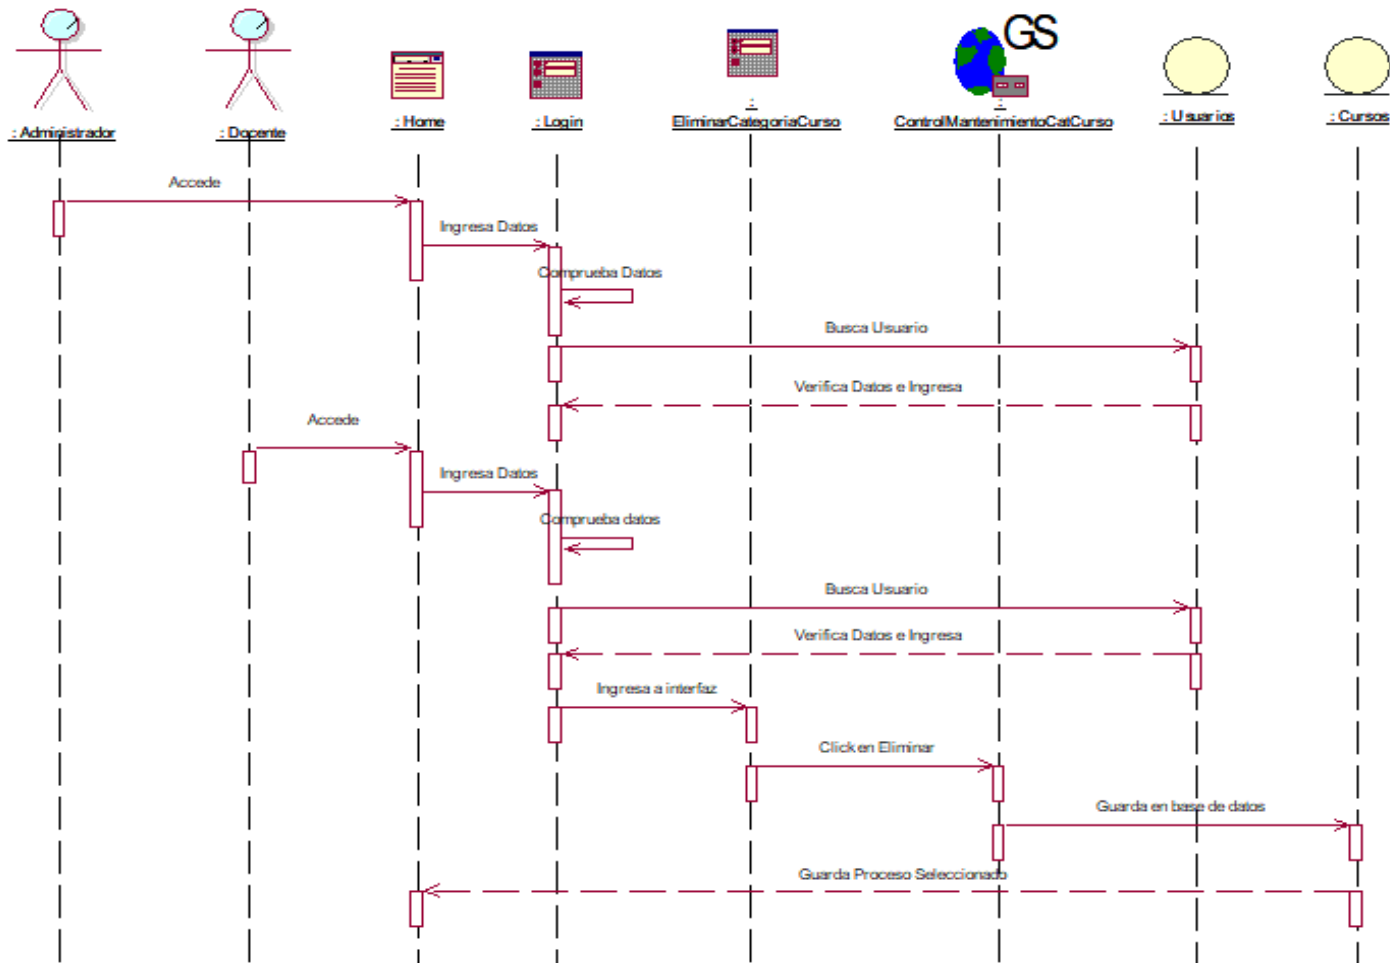 GS
: Administrador
: Docente
: Home
: Login
:
EliminarCategoriaCurso
:
ControlMantenimientoCatCurso
: Usuarios
: Cursos
Accede
Ingresa Datos
Comprueba Datos
Busca Usuario
Verifica Datos e Ingresa
Accede
Ingresa Datos
Comprueba datos
Busca Usuario
Verifica Datos e Ingresa
Ingresa a interfaz
Click en Eliminar
Guarda en base de datos
Guarda Proceso Seleccionado